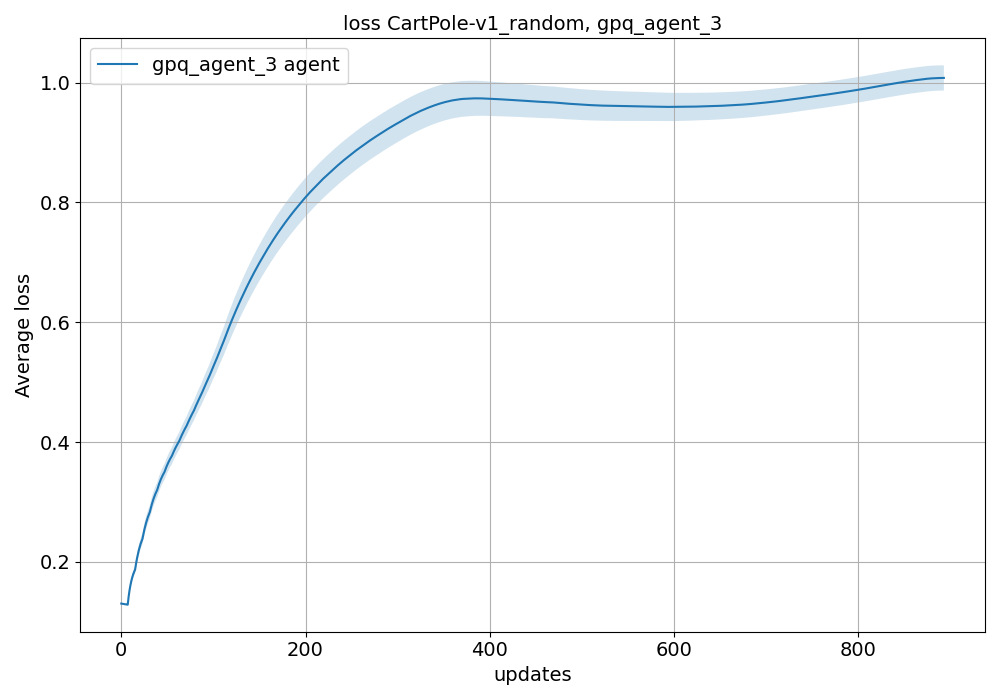 loss CartPole-v1_random, gpq_agent_3
gpq_agent_3 agent
Average loss
1.0
0.8
0.6
0.4
0.2
0 200 400 600 800
updates